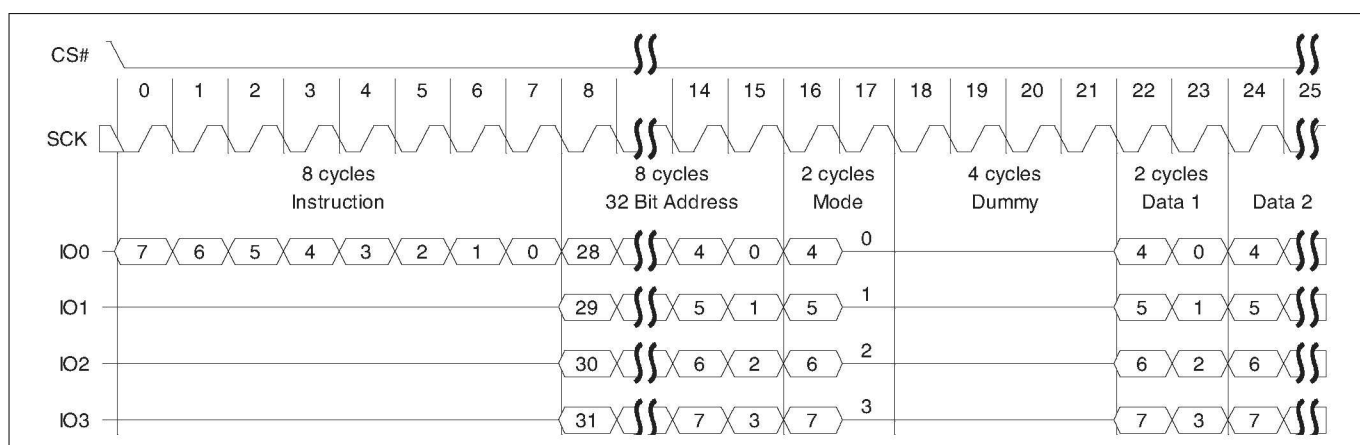 CS#
0 1 2 3 4 5 6 7 8 14 15 16 17 18 19 20 21 22 23 24 25
SCK
8 cycles 8 cycles 2 cycles 4 cycles 2 cycles
Instruction 32 Bit Address Mode Dummy Data 1 Data 2
IO0 7 6 5 4 3 2 1 0 28 4 0 4 0 4 0 4
IO1 29 5 1 5 1 5 1 5
IO2 30 6 2 6 2 6 2 6
IO3 31 7 3 7 3 7 3 7